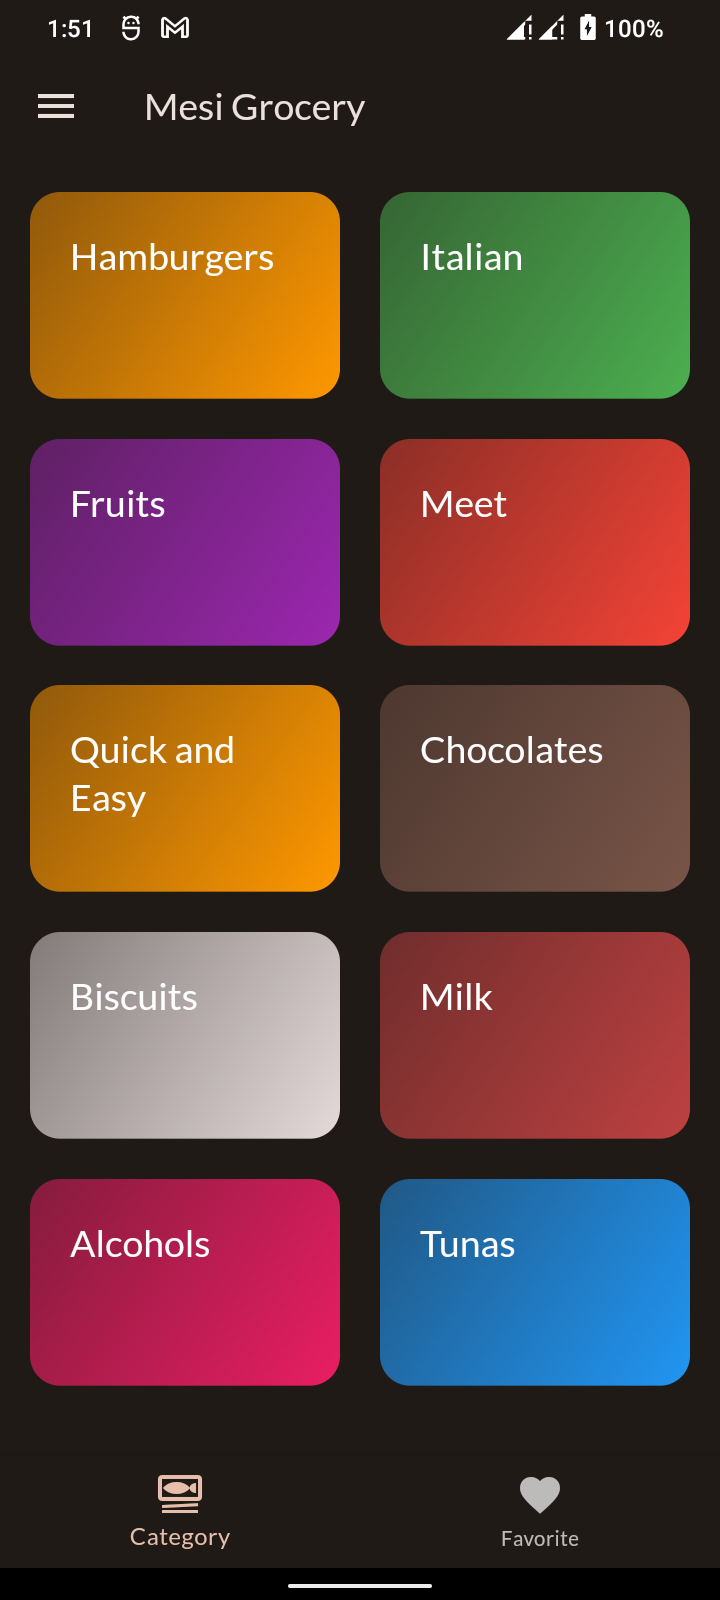 1:51
100%
Mesi Grocery
Hamburgers
Italian
Fruits
Meet
Quick and
Easy
Chocolates
Biscuits
Milk
Alcohols
Tunas
Category
Favorite